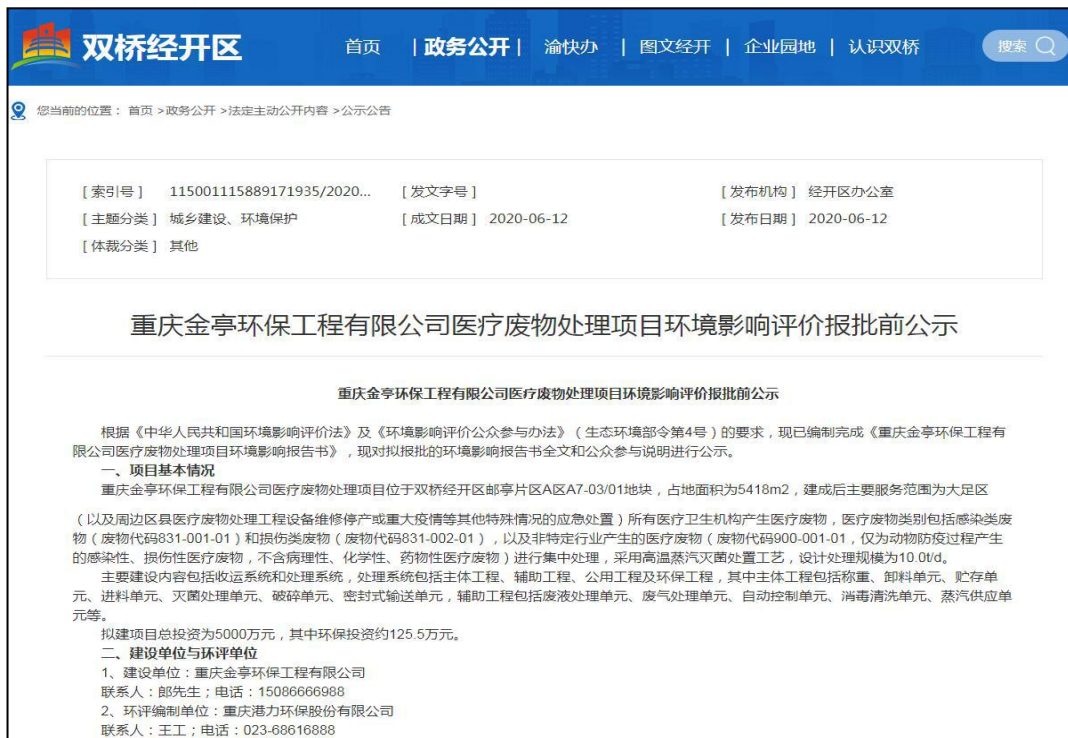 双桥经开区
首页 | 政务公开 | 渝快办 | 图文经开 | 企业园地 | 认识双桥
搜索
您当前的位置： 首页 >政务公开 >法定主动公开内容 >公示公告
[ 索引号 ] 115001115889171935/2020... [ 发文字号 ] [ 发布机构 ] 经开区办公室
[ 主题分类 ] 城乡建设、环境保护 [ 成文日期 ] 2020-06-12 [ 发布日期 ] 2020-06-12
[ 体裁分类 ] 其他
重庆金亭环保工程有限公司医疗废物处理项目环境影响评价报批前公示
重庆金亭环保工程有限公司医疗废物处理项目环境影响评价报批前公示
根据《中华人民共和国环境影响评价法》及《环境影响评价公众参与办法》（生态环境部令第4号）的要求，现已编制完成《重庆金亭环保工程有
限公司医疗废物处理项目环境影响报告书》，现对拟报批的环境影响报告书全文和公众参与说明进行公示。
一、项目基本情况
重庆金亭环保工程有限公司医疗废物处理项目位于双桥经开区邮亭片区A区A7-03/01地块，占地面积为5418m2，建成后主要服务范围为大足区
（以及周边区县医疗废物处理工程设备维修停产或重大疫情等其他特殊情况的应急处置）所有医疗卫生机构产生医疗废物，医疗废物类别包括感染类废
物（废物代码831-001-01）和损伤类废物（废物代码831-002-01），以及非特定行业产生的医疗废物（废物代码900-001-01，仅为动物防疫过程产生
的感染性、损伤性医疗废物，不含病理性、化学性、药物性医疗废物）进行集中处理，采用高温蒸汽灭菌处置工艺，设计处理规模为10.0t/d。
主要建设内容包括收运系统和处理系统，处理系统包括主体工程、辅助工程、公用工程及环保工程，其中主体工程包括称重、卸料单元、贮存单
元、进料单元、灭菌处理单元、破碎单元、密封式输送单元，辅助工程包括废液处理单元、废气处理单元、自动控制单元、消毒清洗单元、蒸汽供应单
元等。
拟建项目总投资为5000万元，其中环保投资约125.5万元。
二、建设单位与环评单位
1、建设单位：重庆金亭环保工程有限公司
联系人：郎先生；电话：15086666988
2、环评编制单位：重庆港力环保股份有限公司
联系人：王工；电话：023-68616888